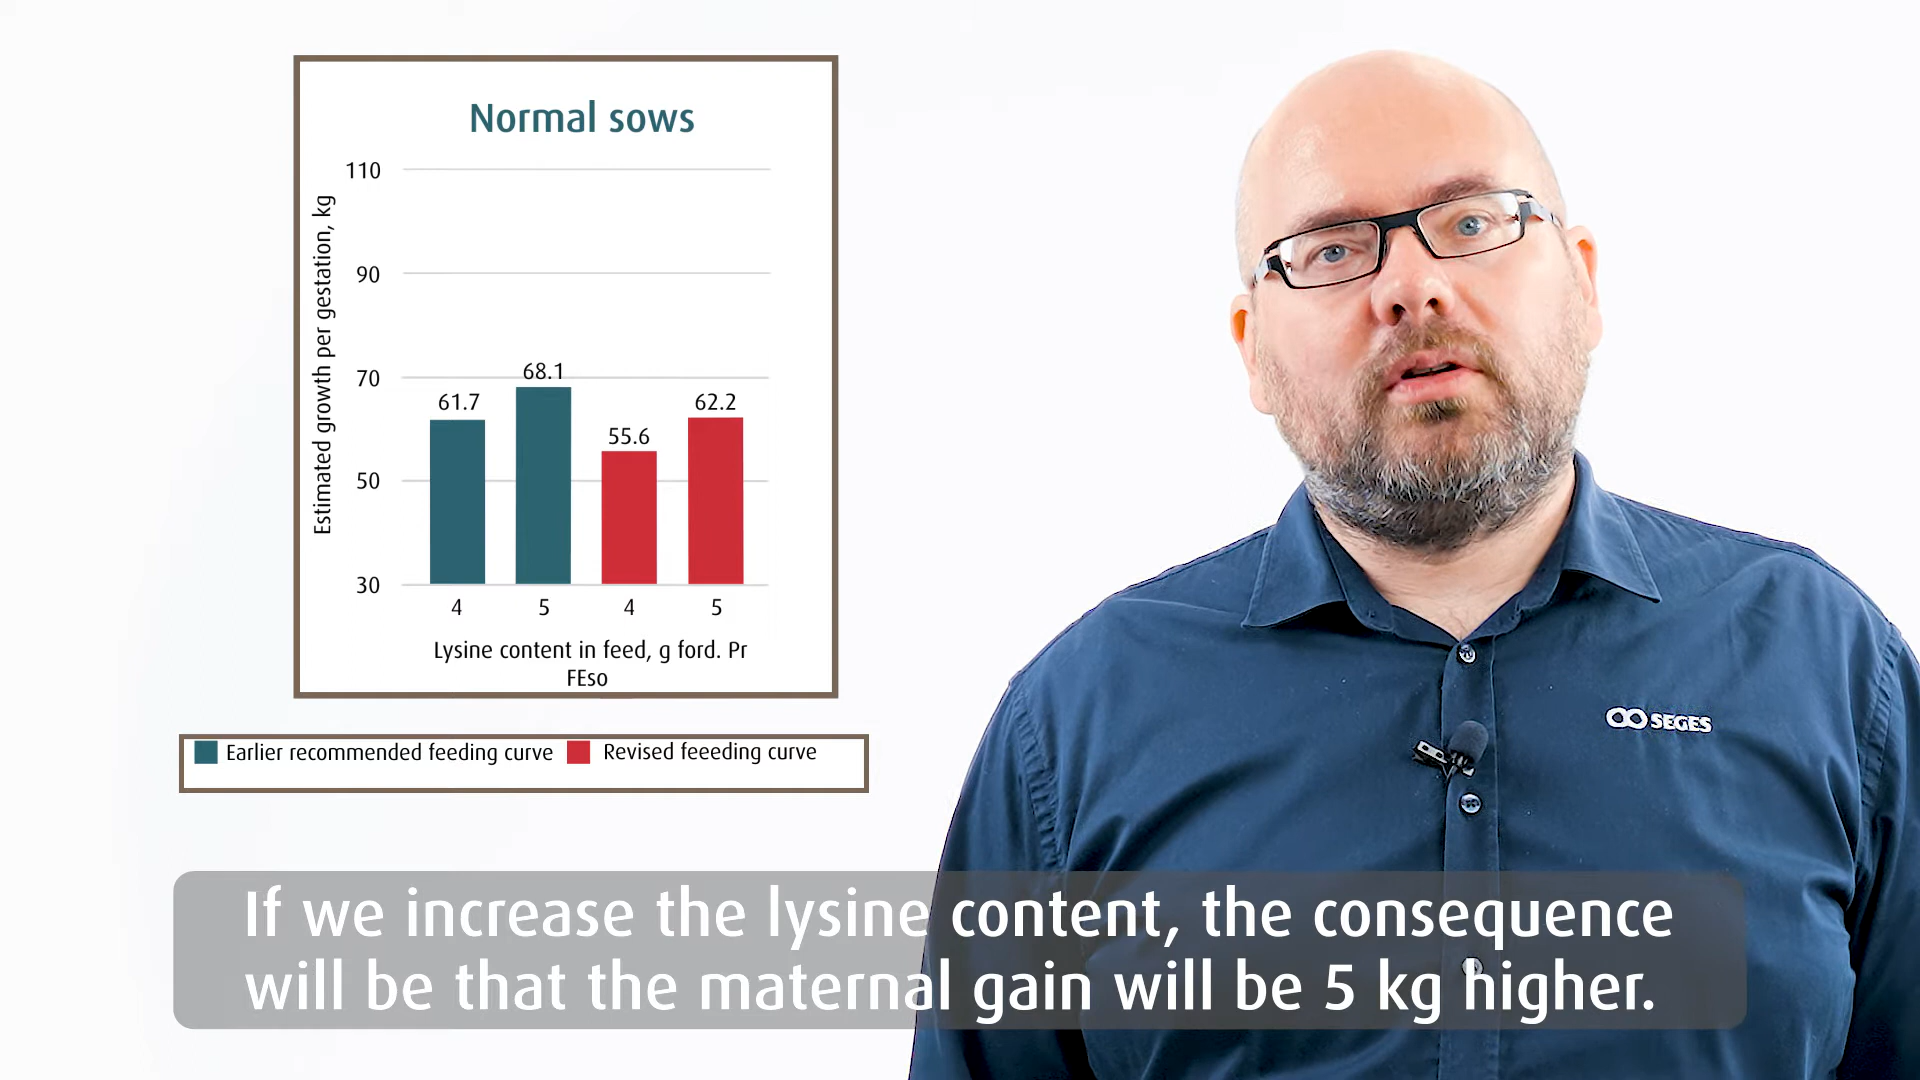 Normal sows
110
90
70
50
30
Estimated growth per gestation, kg
61.7
68.1
55.6
62.2
4 5 4 5
Lysine content in feed, g ford. Pr
FEso
Earlier recommended feeding curve Revised feeeding curve
SEGES
If we increase the lysine content, the consequence
will be that the maternal gain will be 5 kg higher.